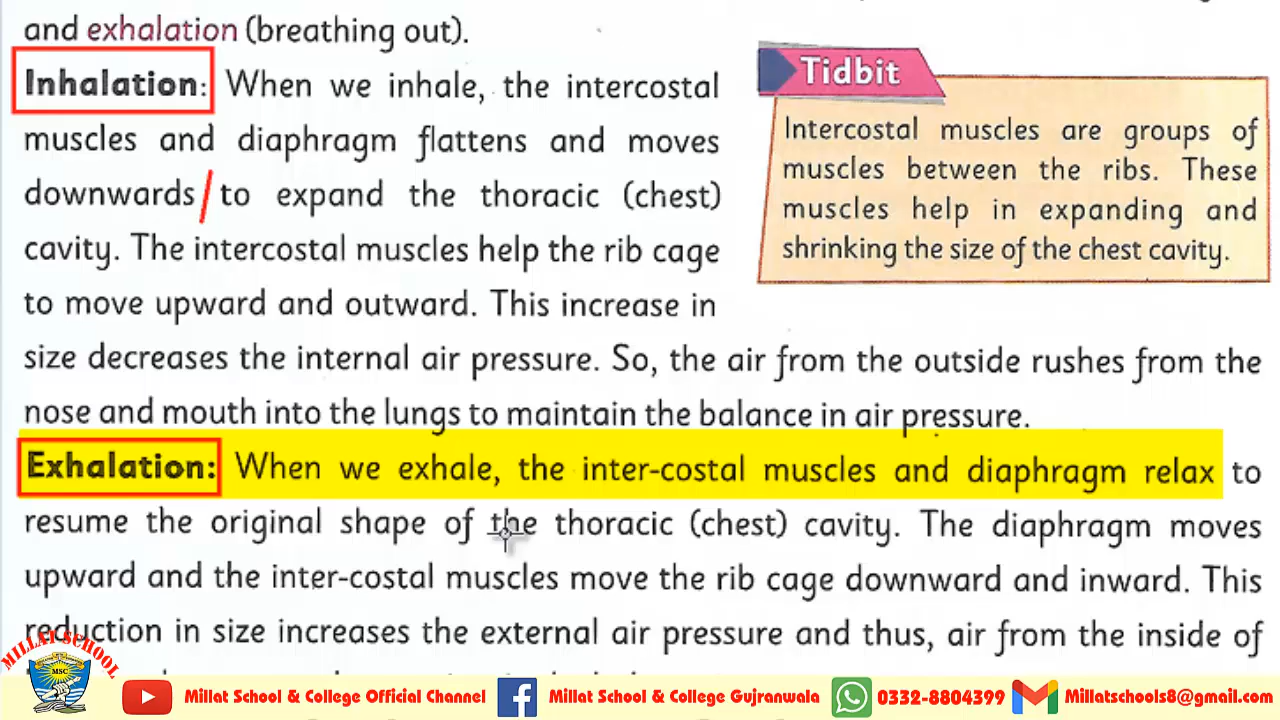 and exhalation (breathing out).
Inhalation: When we inhale, the intercostal
muscles and diaphragm flattens and moves
downwards to expand the thoracic (chest)
cavity. The intercostal muscles help the rib cage
to move upward and outward. This increase in
size decreases the internal air pressure. So, the air from the outside rushes from the
nose and mouth into the lungs to maintain the balance in air pressure.
Tidbit
Intercostal muscles are groups of
muscles between the ribs. These
muscles help in expanding and
shrinking the size of the chest cavity.
Exhalation: When we exhale, the inter-costal muscles and diaphragm relax to
resume the original shape of the thoracic (chest) cavity. The diaphragm moves
upward and the inter-costal muscles move the rib cage downward and inward. This
reduction in size increases the external air pressure and thus, air from the inside of
MILLAT SCHOOL
MSC
Millat School & College Official Channel
Millat School & College Gujranwala
0332-8804399
Millatschools8@gmail.com